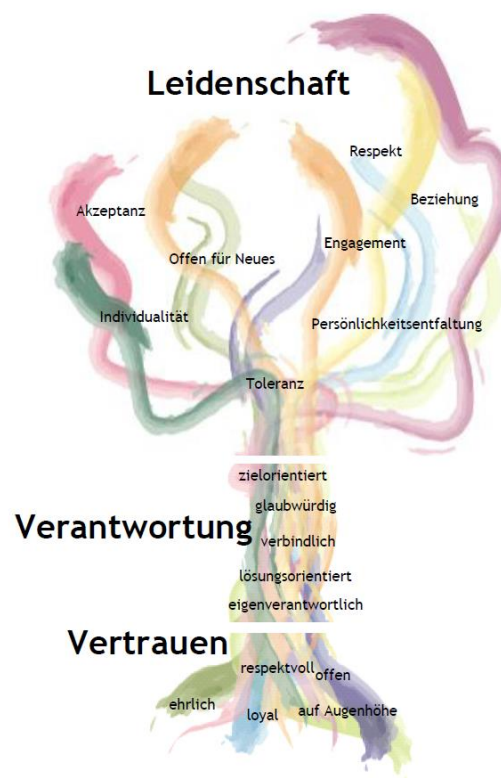 Leidenschaft
Respekt
Beziehung
Akzeptanz
Engagement
Offen für Neues
Individualität
Persönlichkeitsentfaltung
Toleranz
zielorientiert
glaubwürdig
Verantwortung
verbindlich
lösungsorientiert
eigenverantwortlich
Vertrauen
respektvoll
offen
ehrlich
loyal
auf Augenhöhe